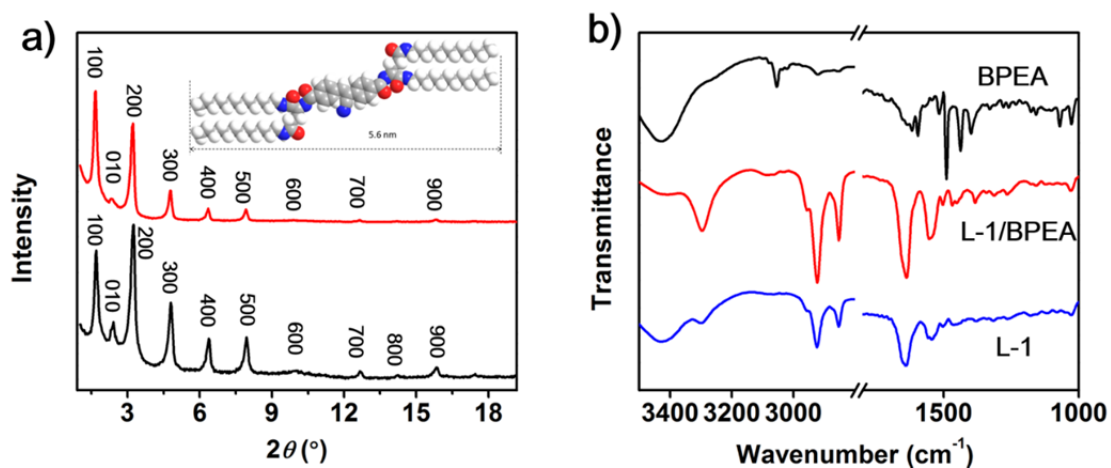 a)
100
010
200
300
400
500
600
700
900
5.6 nm
100
010
200
300
400
500
600
700
800
900
Intensity
3 6 9 12 15 18
2θ (°)
b)
BPEA
L-1/BPEA
L-1
Transmittance
3400 3200 3000 1500 1000
Wavenumber (cm⁻¹)